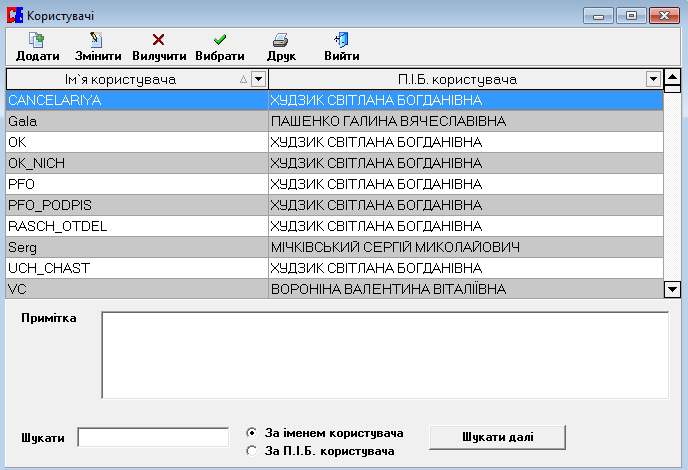 Користувачі
Додати Змінити Вилучити Вибрати Друк Вийти
Ім`я користувача П.І.Б. користувача
CANCELARIYA ХУДЗИК СВІТЛАНА БОГДАНІВНА
Gala ПАШЕНКО ГАЛИНА ВЯЧЕСЛАВІВНА
OK ХУДЗИК СВІТЛАНА БОГДАНІВНА
OK_NICH ХУДЗИК СВІТЛАНА БОГДАНІВНА
PFO ХУДЗИК СВІТЛАНА БОГДАНІВНА
PFO_PODPIS ХУДЗИК СВІТЛАНА БОГДАНІВНА
RASCH_OTDEL ХУДЗИК СВІТЛАНА БОГДАНІВНА
Serg МІЧКІВСЬКИЙ СЕРГІЙ МИКОЛАЙОВИЧ
UCH_CHAST ХУДЗИК СВІТЛАНА БОГДАНІВНА
VC ВОРОНІНА ВАЛЕНТИНА ВІТАЛІЇВНА
Примітка
Шукати За іменем користувача Шукати далі
За П.І.Б. користувача